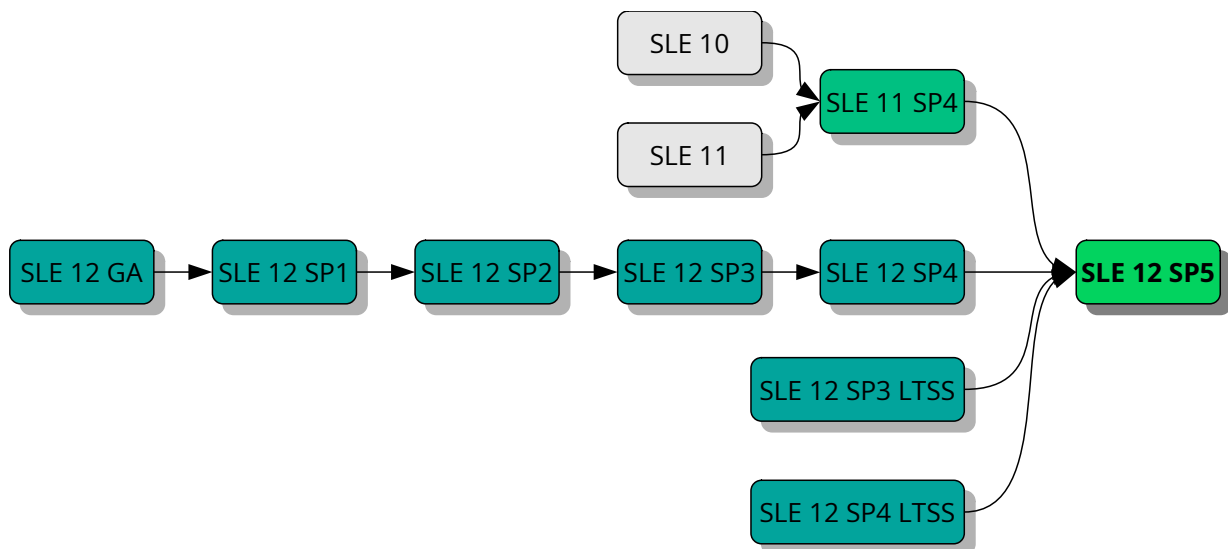 SLE 10
SLE 11 SP4
SLE 11
SLE 12 GA
SLE 12 SP1
SLE 12 SP2
SLE 12 SP3
SLE 12 SP4
SLE 12 SP5
SLE 12 SP3 LTSS
SLE 12 SP4 LTSS